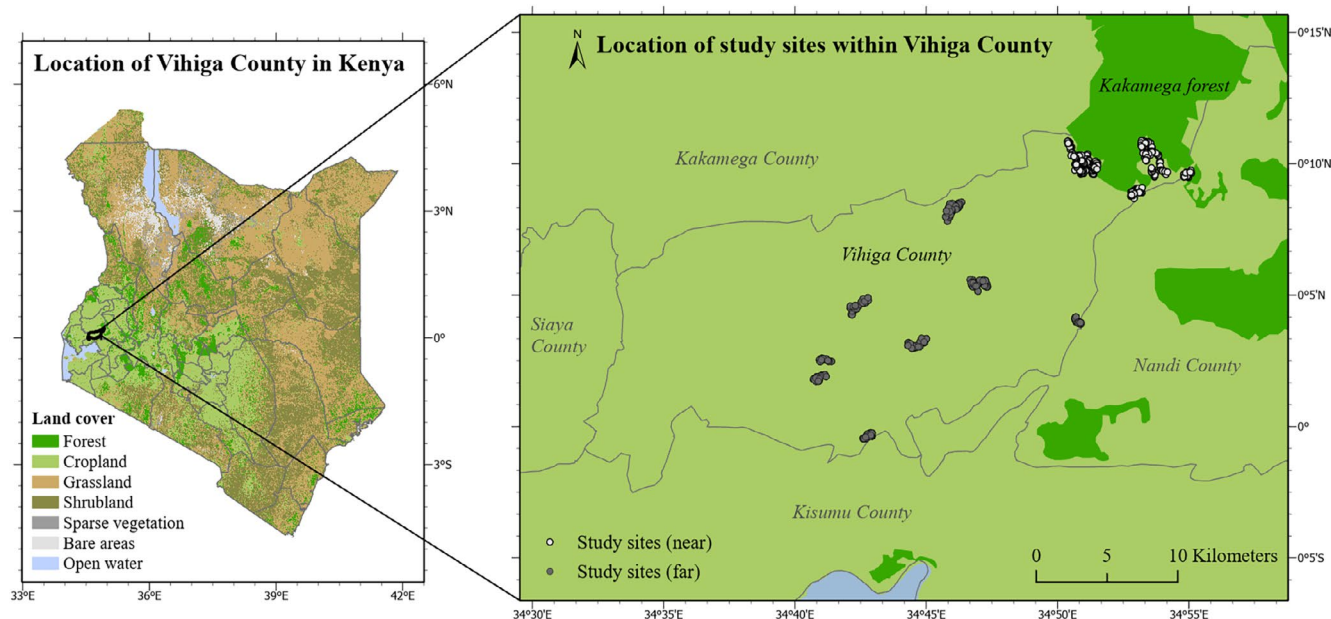 Location of Vihiga County in Kenya
6°N
3°N
0°
3°S
33°E
36°E
39°E
42°E
Land cover
Forest
Cropland
Grassland
Shrubland
Sparse vegetation
Bare areas
Open water
N
Location of study sites within Vihiga County
Kakamega forest
Kakamega County
Vihiga County
Siaya
County
Nandi County
Kisumu County
Study sites (near)
Study sites (far)
0 5 10 Kilometers
0°15'N
0°10'N
0°5'N
0°
0°5'S
34°30'E
34°35'E
34°40'E
34°45'E
34°50'E
34°55'E